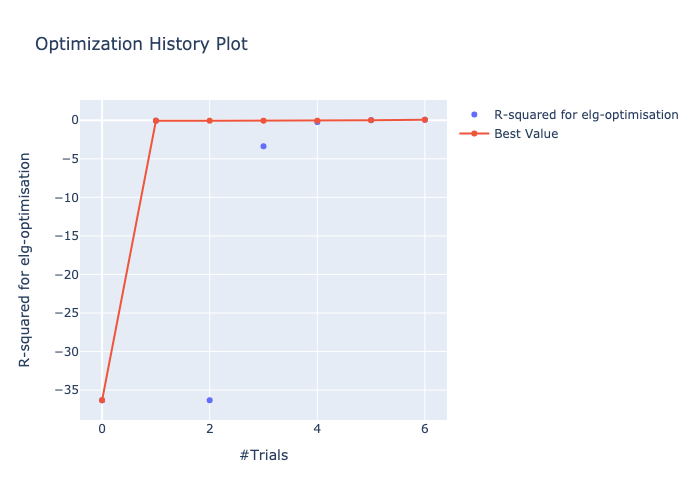 Optimization History Plot
R-squared for elg-optimisation
Best Value
0
−5
−10
−15
−20
−25
−30
−35
R-squared for elg-optimisation
0
2
4
6
#Trials